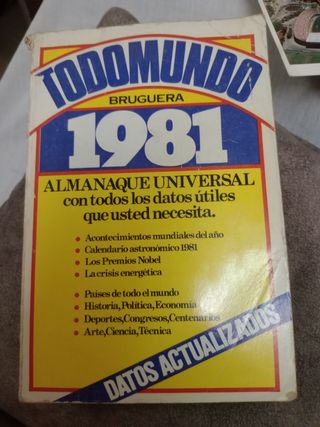 TODOMUNDO
BRUGUERA
1981
ALMANAQUE UNIVERSAL
con todos los datos útiles
que usted necesita.
• Acontecimientos mundiales del año
• Calendario astronómico 1981
• Los Premios Nobel
• La crisis energética
• Países de todo el mundo
• Historia, Política, Economía
• Deportes, Congresos, Centenarios
• Arte, Ciencia, Técnica
DATOS ACTUALIZADOS